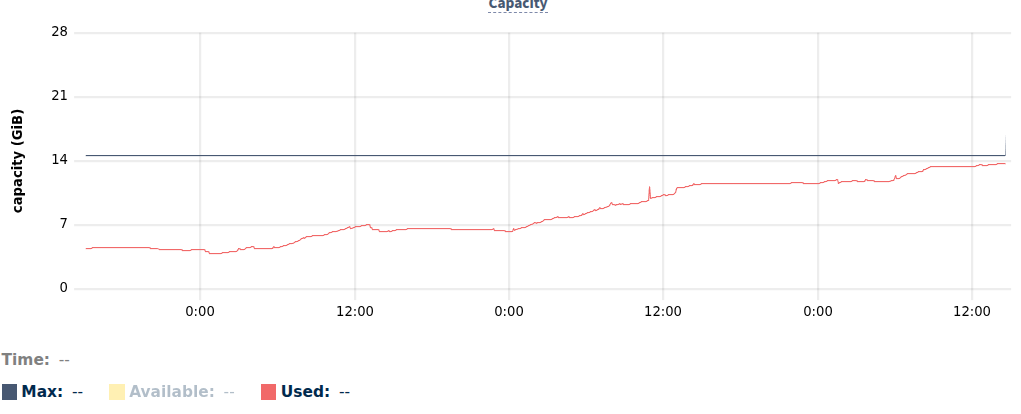 Capacity
28
21
14
7
0
capacity (GiB)
0:00 12:00 0:00 12:00 0:00 12:00
Time: --
Max: -- Available: -- Used: --